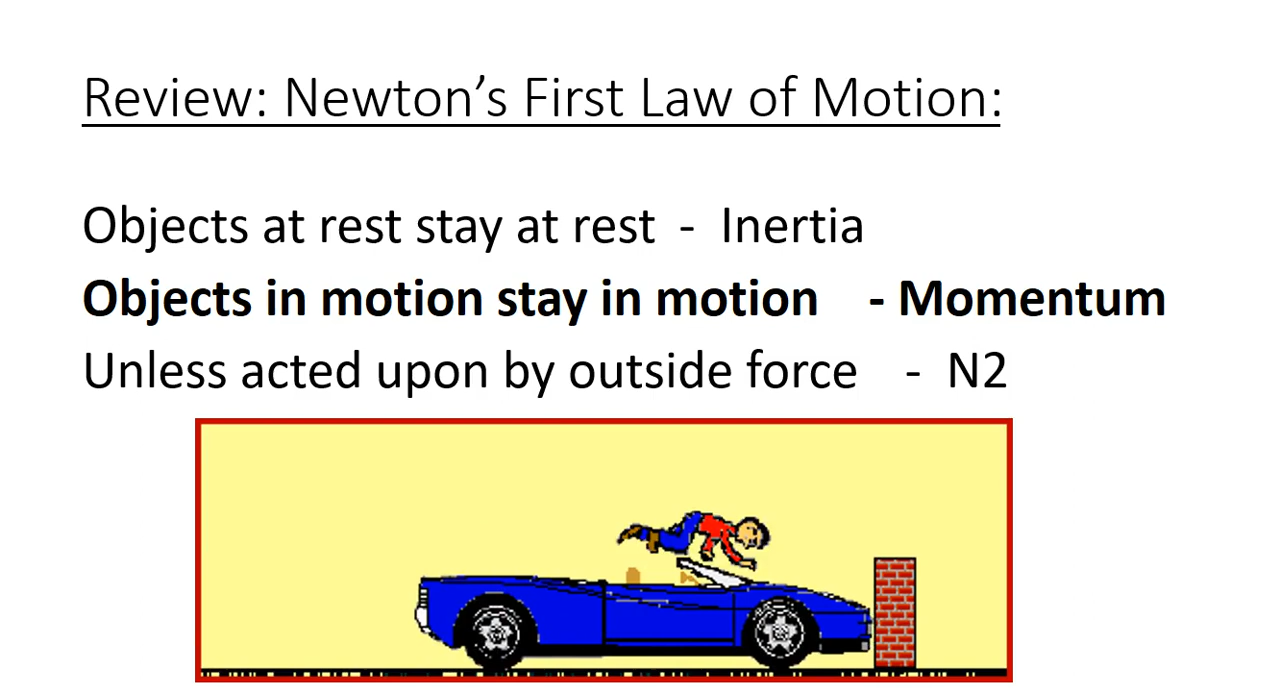 Review: Newton’s First Law of Motion:
Objects at rest stay at rest - Inertia
Objects in motion stay in motion - Momentum
Unless acted upon by outside force - N2